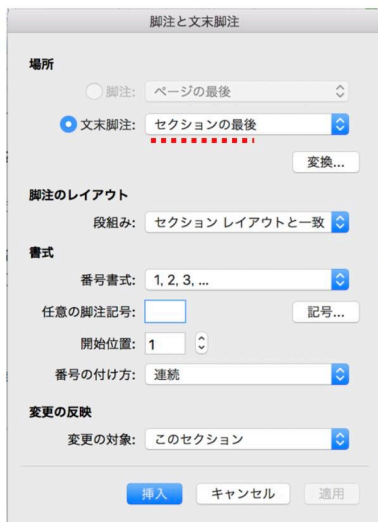 脚注と文末脚注
場所
脚注: ページの最後
文末脚注: セクションの最後
変換...
脚注のレイアウト
段組み: セクション レイアウトと一致
書式
番号書式: 1, 2, 3, ...
任意の脚注記号: 記号...
開始位置: 1
番号の付け方: 連続
変更の反映
変更の対象: このセクション
挿入 キャンセル 適用